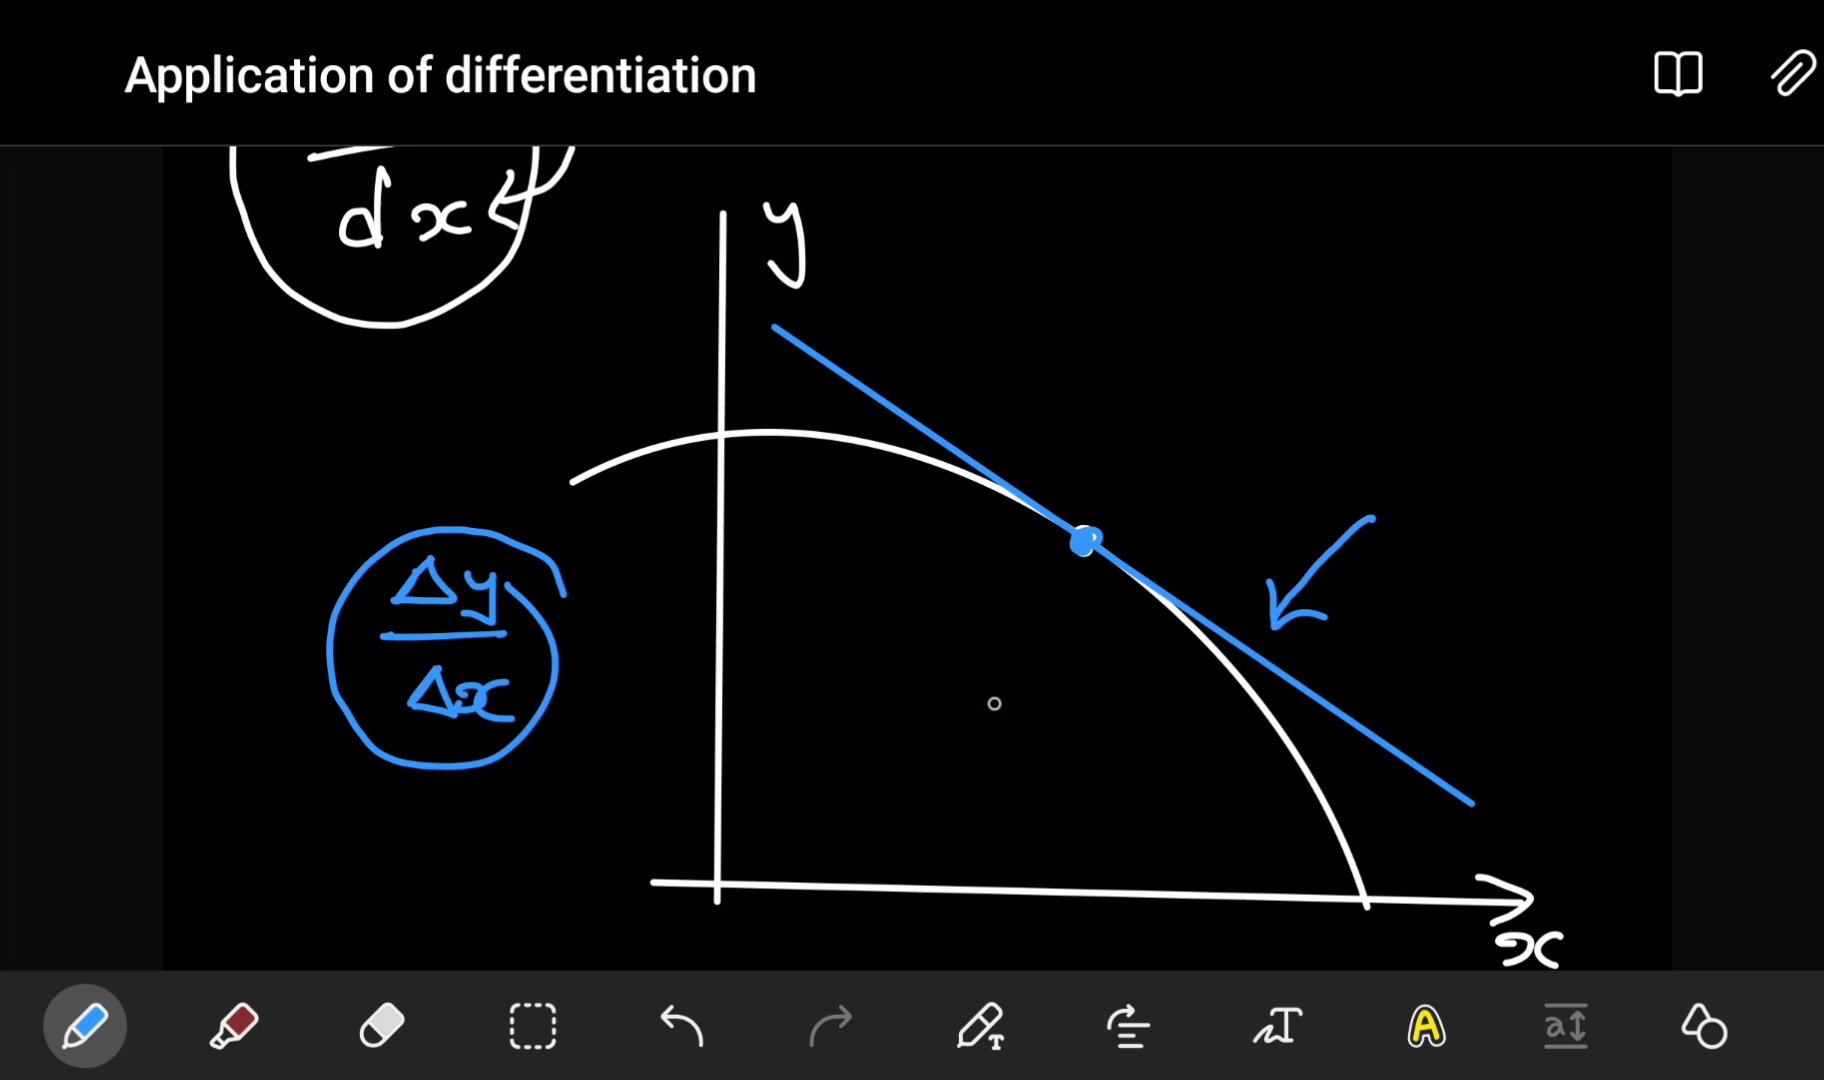 Application of differentiation
dx
y
Δy
Δx
x
T
T
A
a